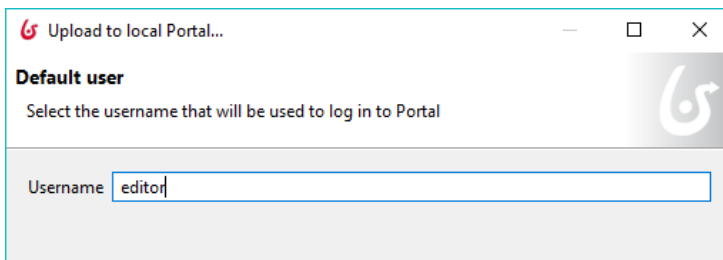 Upload to local Portal...
Default user
Select the username that will be used to log in to Portal
Username editor